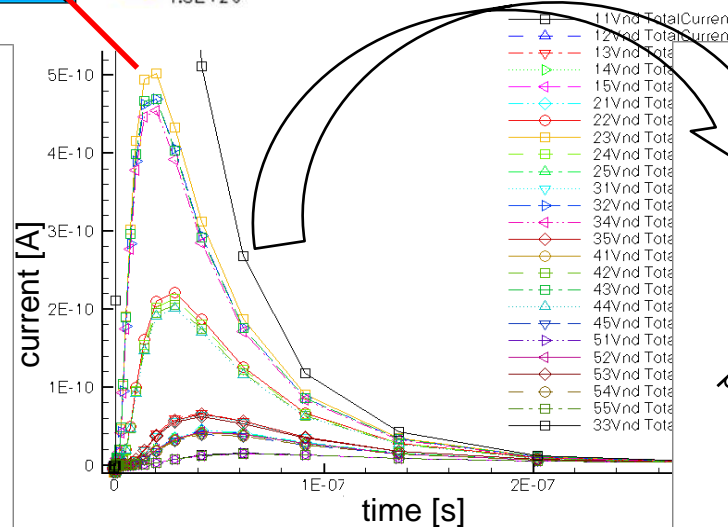 11Vnd TotalCurren
12Vnd TotalCurren
13Vnd Tota
14Vnd Tota
15Vnd Tota
21Vnd Tota
22Vnd Tota
23Vnd Tota
24Vnd Tota
25Vnd Tota
31Vnd Tota
32Vnd Tota
34Vnd Tota
35Vnd Tota
41Vnd Tota
42Vnd Tota
43Vnd Tota
44Vnd Tota
45Vnd Tota
51Vnd Tota
52Vnd Tota
53Vnd Tota
54Vnd Tota
55Vnd Tota
33Vnd Tota
current [A]
5E-10
4E-10
3E-10
2E-10
1E-10
0
0
1E-07
2E-07
time [s]